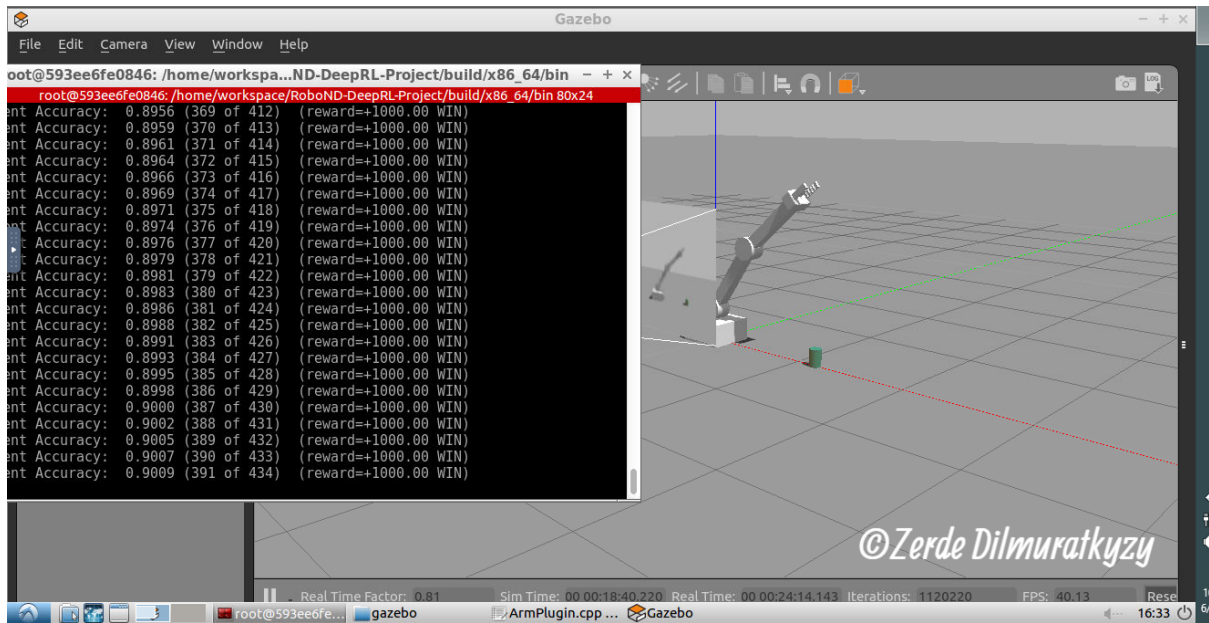 Gazebo
File Edit Camera View Window Help
oot@593ee6fe0846: /home/workspa...ND-DeepRL-Project/build/x86_64/bin
root@593ee6fe0846: /home/workspace/RoboND-DeepRL-Project/build/x86_64/bin 80x24
LOG
ent Accuracy: 0.8956 (369 of 412) (reward=+1000.00 WIN)
ent Accuracy: 0.8959 (370 of 413) (reward=+1000.00 WIN)
ent Accuracy: 0.8961 (371 of 414) (reward=+1000.00 WIN)
ent Accuracy: 0.8964 (372 of 415) (reward=+1000.00 WIN)
ent Accuracy: 0.8966 (373 of 416) (reward=+1000.00 WIN)
ent Accuracy: 0.8969 (374 of 417) (reward=+1000.00 WIN)
ent Accuracy: 0.8971 (375 of 418) (reward=+1000.00 WIN)
ent Accuracy: 0.8974 (376 of 419) (reward=+1000.00 WIN)
t Accuracy: 0.8976 (377 of 420) (reward=+1000.00 WIN)
t Accuracy: 0.8979 (378 of 421) (reward=+1000.00 WIN)
ent Accuracy: 0.8981 (379 of 422) (reward=+1000.00 WIN)
ent Accuracy: 0.8983 (380 of 423) (reward=+1000.00 WIN)
ent Accuracy: 0.8986 (381 of 424) (reward=+1000.00 WIN)
ent Accuracy: 0.8988 (382 of 425) (reward=+1000.00 WIN)
ent Accuracy: 0.8991 (383 of 426) (reward=+1000.00 WIN)
ent Accuracy: 0.8993 (384 of 427) (reward=+1000.00 WIN)
ent Accuracy: 0.8995 (385 of 428) (reward=+1000.00 WIN)
ent Accuracy: 0.8998 (386 of 429) (reward=+1000.00 WIN)
ent Accuracy: 0.9000 (387 of 430) (reward=+1000.00 WIN)
ent Accuracy: 0.9002 (388 of 431) (reward=+1000.00 WIN)
ent Accuracy: 0.9005 (389 of 432) (reward=+1000.00 WIN)
ent Accuracy: 0.9007 (390 of 433) (reward=+1000.00 WIN)
ent Accuracy: 0.9009 (391 of 434) (reward=+1000.00 WIN)
©Zerde Dilmuratkyzy
Real Time Factor: 0.81 Sim Time: 00 00:18:40.220 Real Time: 00 00:24:14.143 Iterations: 1120220 FPS: 40.13 Rese
root@593ee6fe... gazebo ArmPlugin.cpp ... Gazebo 16:33